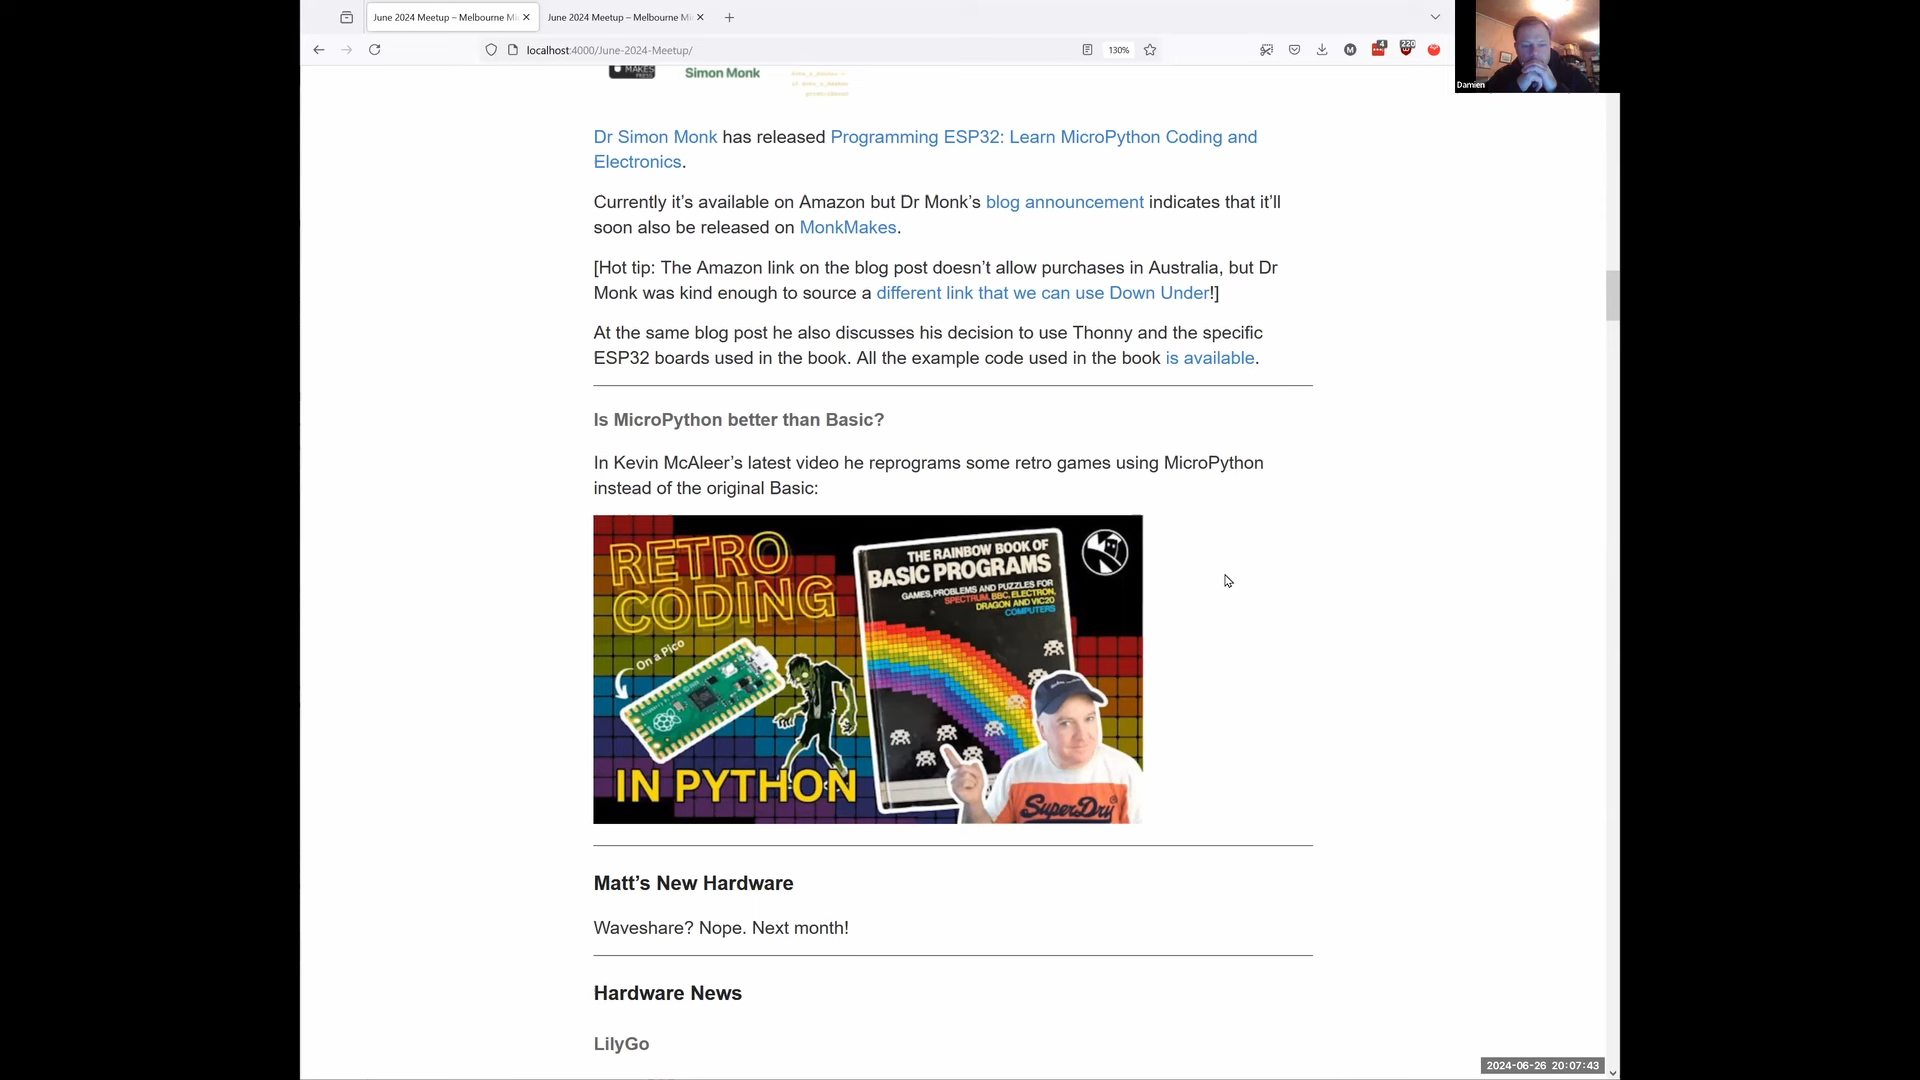 June 2024 Meetup – Melbourne Mi
June 2024 Meetup – Melbourne Mi
localhost:4000/June-2024-Meetup/
130%
4
220
Damien
MAKES
PRESS
Simon Monk
Dr Simon Monk has released Programming ESP32: Learn MicroPython Coding and
Electronics.
Currently it’s available on Amazon but Dr Monk’s blog announcement indicates that it’ll
soon also be released on MonkMakes.
[Hot tip: The Amazon link on the blog post doesn’t allow purchases in Australia, but Dr
Monk was kind enough to source a different link that we can use Down Under!]
At the same blog post he also discusses his decision to use Thonny and the specific
ESP32 boards used in the book. All the example code used in the book is available.
Is MicroPython better than Basic?
In Kevin McAleer’s latest video he reprograms some retro games using MicroPython
instead of the original Basic:
RETRO
CODING
On a Pico
IN PYTHON
THE RAINBOW BOOK OF
BASIC PROGRAMS
GAMES, PROBLEMS AND PUZZLES FOR
SPECTRUM, BBC, ELECTRON,
DRAGON AND VIC20
COMPUTERS
SuperDry
Matt’s New Hardware
Waveshare? Nope. Next month!
Hardware News
LilyGo
2024-06-26 20:07:43